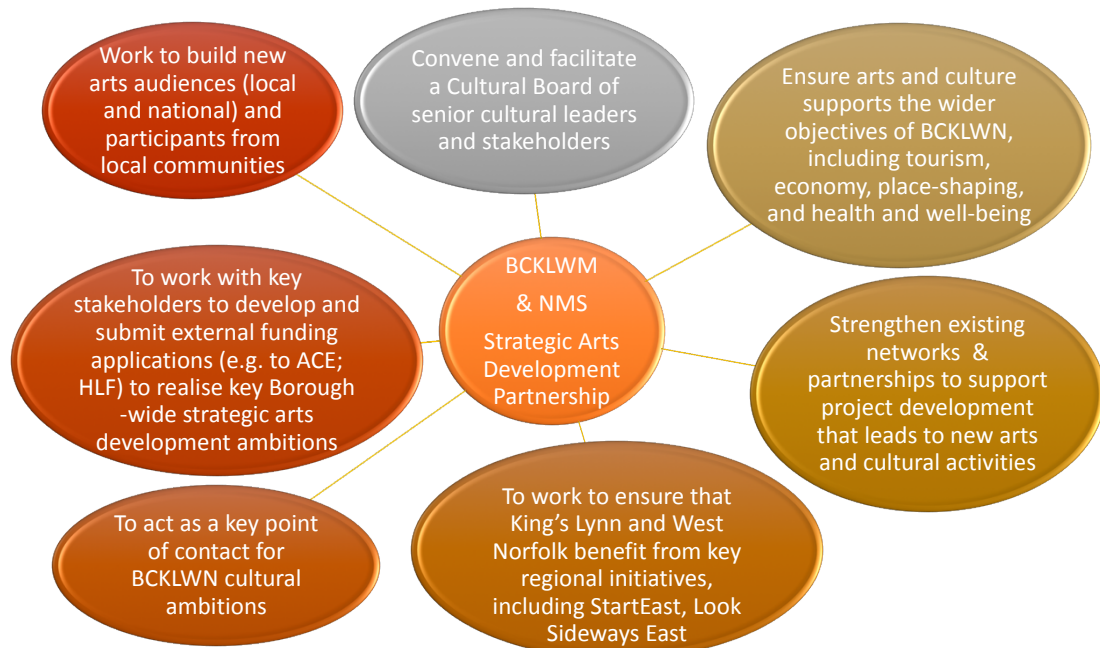 Work to build new
arts audiences (local
and national) and
participants from
local communities
Convene and facilitate
a Cultural Board of
senior cultural leaders
and stakeholders
Ensure arts and culture
supports the wider
objectives of BCKLWN,
including tourism,
economy, place-shaping,
and health and well-being
To work with key
stakeholders to develop and
submit external funding
applications (e.g. to ACE;
HLF) to realise key Borough
-wide strategic arts
development ambitions
BCKLWM
& NMS
Strategic Arts
Development
Partnership
Strengthen existing
networks &
partnerships to support
project development
that leads to new arts
and cultural activities
To act as a key point
of contact for
BCKLWN cultural
ambitions
To work to ensure that
King's Lynn and West
Norfolk benefit from key
regional initiatives,
including StartEast, Look
Sideways East